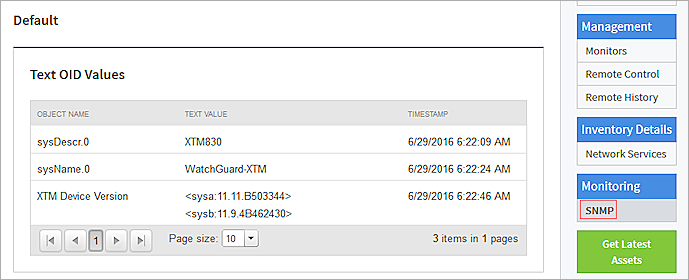 Default
Text OID Values
OBJECT NAME TEXT VALUE TIMESTAMP
sysDescr.0 XTM830 6/29/2016 6:22:09 AM
sysName.0 WatchGuard-XTM 6/29/2016 6:22:24 AM
XTM Device Version <sysa:11.11.B503344> 6/29/2016 6:22:46 AM
<sysb:11.9.4B462430>
1 Page size: 10 3 items in 1 pages
Management
Monitors
Remote Control
Remote History
Inventory Details
Network Services
Monitoring
SNMP
Get Latest
Assets